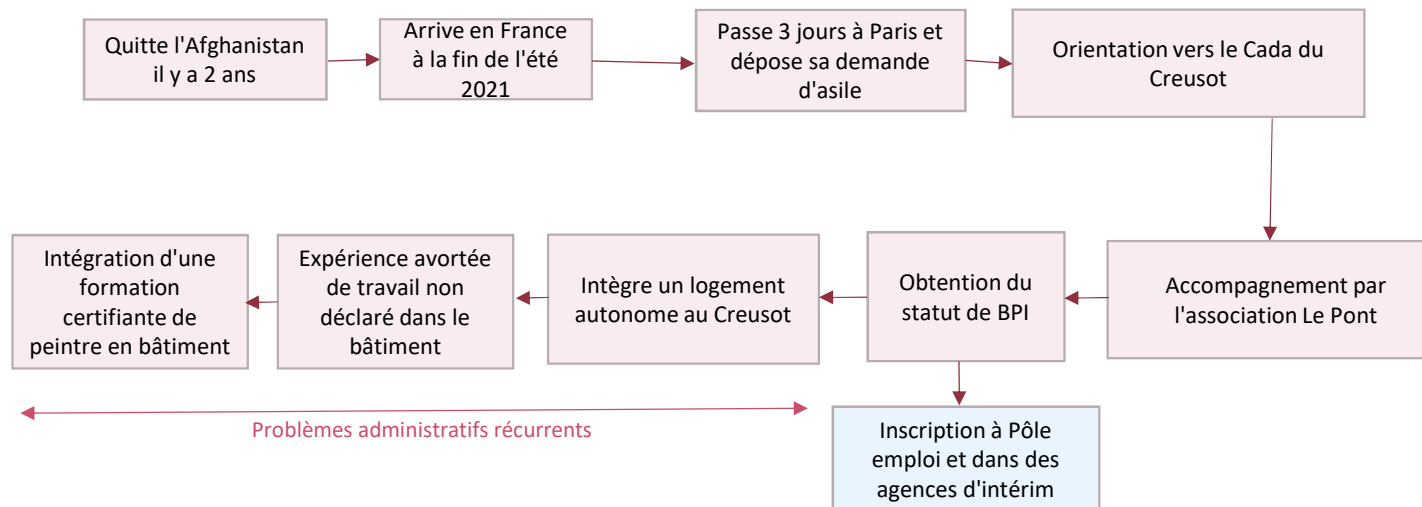 Quitte l'Afghanistan
il y a 2 ans
Arrive en France
à la fin de l'été
2021
Passe 3 jours à Paris et
dépose sa demande
d'asile
Orientation vers le Cada du
Creusot
Accompagnement par
l'association Le Pont
Obtention du
statut de BPI
Inscription à Pôle
emploi et dans des
agences d'intérim
Intègre un logement
autonome au Creusot
Expérience avortée
de travail non
déclaré dans le
bâtiment
Intégration d'une
formation
certifiante de
peintre en bâtiment
Problèmes administratifs récurrents